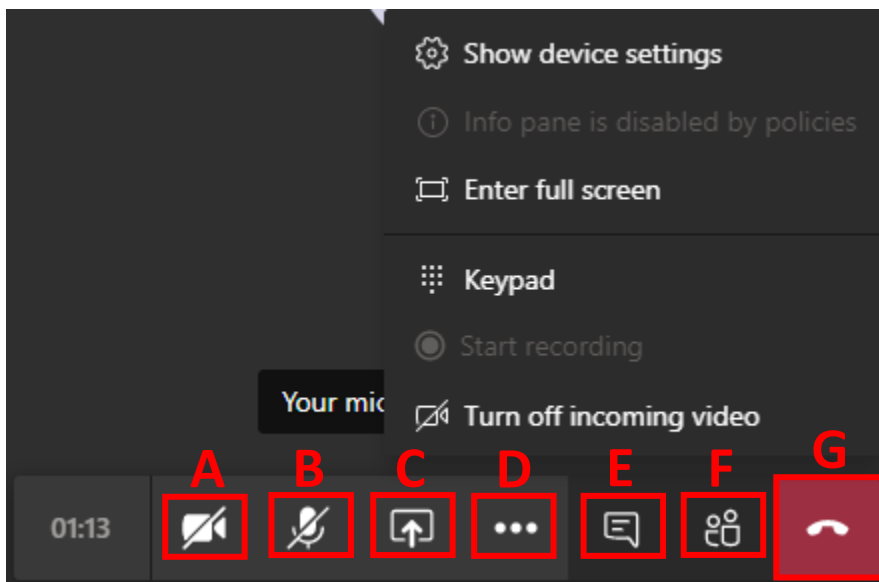 Show device settings
Info pane is disabled by policies
Enter full screen
Keypad
Start recording
Your mic
Turn off incoming video
A B C D E F G
01:13